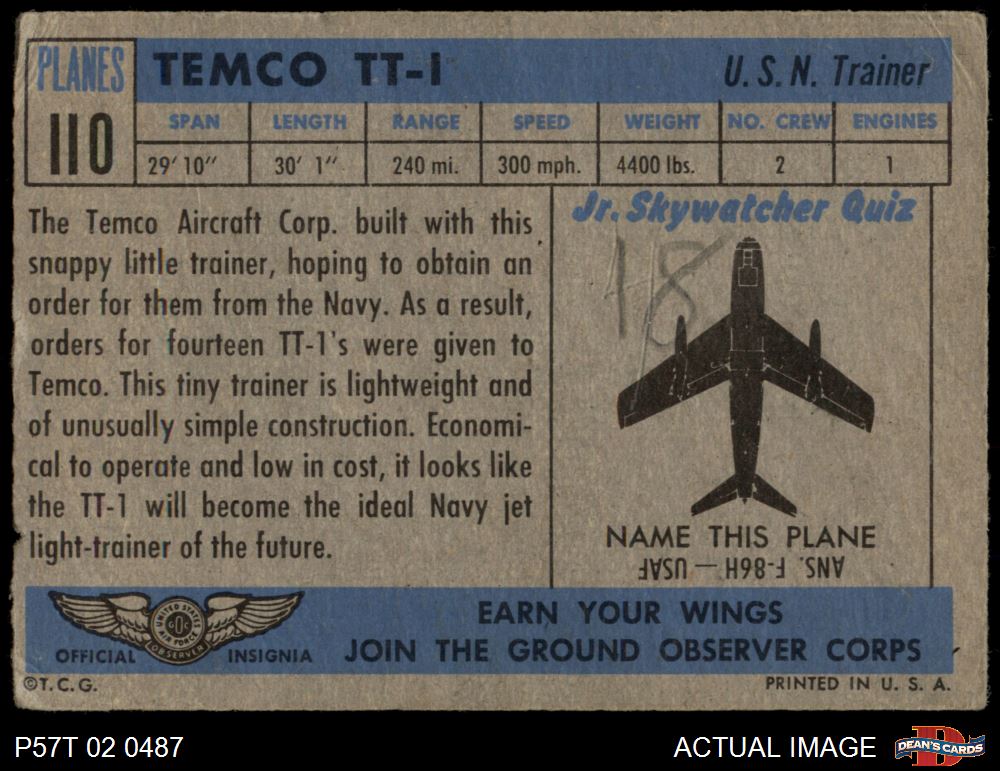 PLANES
110
TEMCO TT-1
U.S.N. Trainer
SPAN LENGTH RANGE SPEED WEIGHT NO. CREW ENGINES
29' 10" 30' 1" 240 mi. 300 mph. 4400 lbs. 2 1
The Temco Aircraft Corp. built with this
snappy little trainer, hoping to obtain an
order for them from the Navy. As a result,
orders for fourteen TT-1's were given to
Temco. This tiny trainer is lightweight and
of unusually simple construction. Economi-
cal to operate and low in cost, it looks like
the TT-1 will become the ideal Navy jet
light-trainer of the future.
Jr. Skywatcher Quiz
18
NAME THIS PLANE
ANS. F-86H — USAF
UNITED STATES
GOC
AIR FORCE
OBSERVER
OFFICIAL INSIGNIA
EARN YOUR WINGS
JOIN THE GROUND OBSERVER CORPS
©T.C.G.
PRINTED IN U. S. A.
P57T 02 0487
ACTUAL IMAGE
D
DEAN'S CARDS